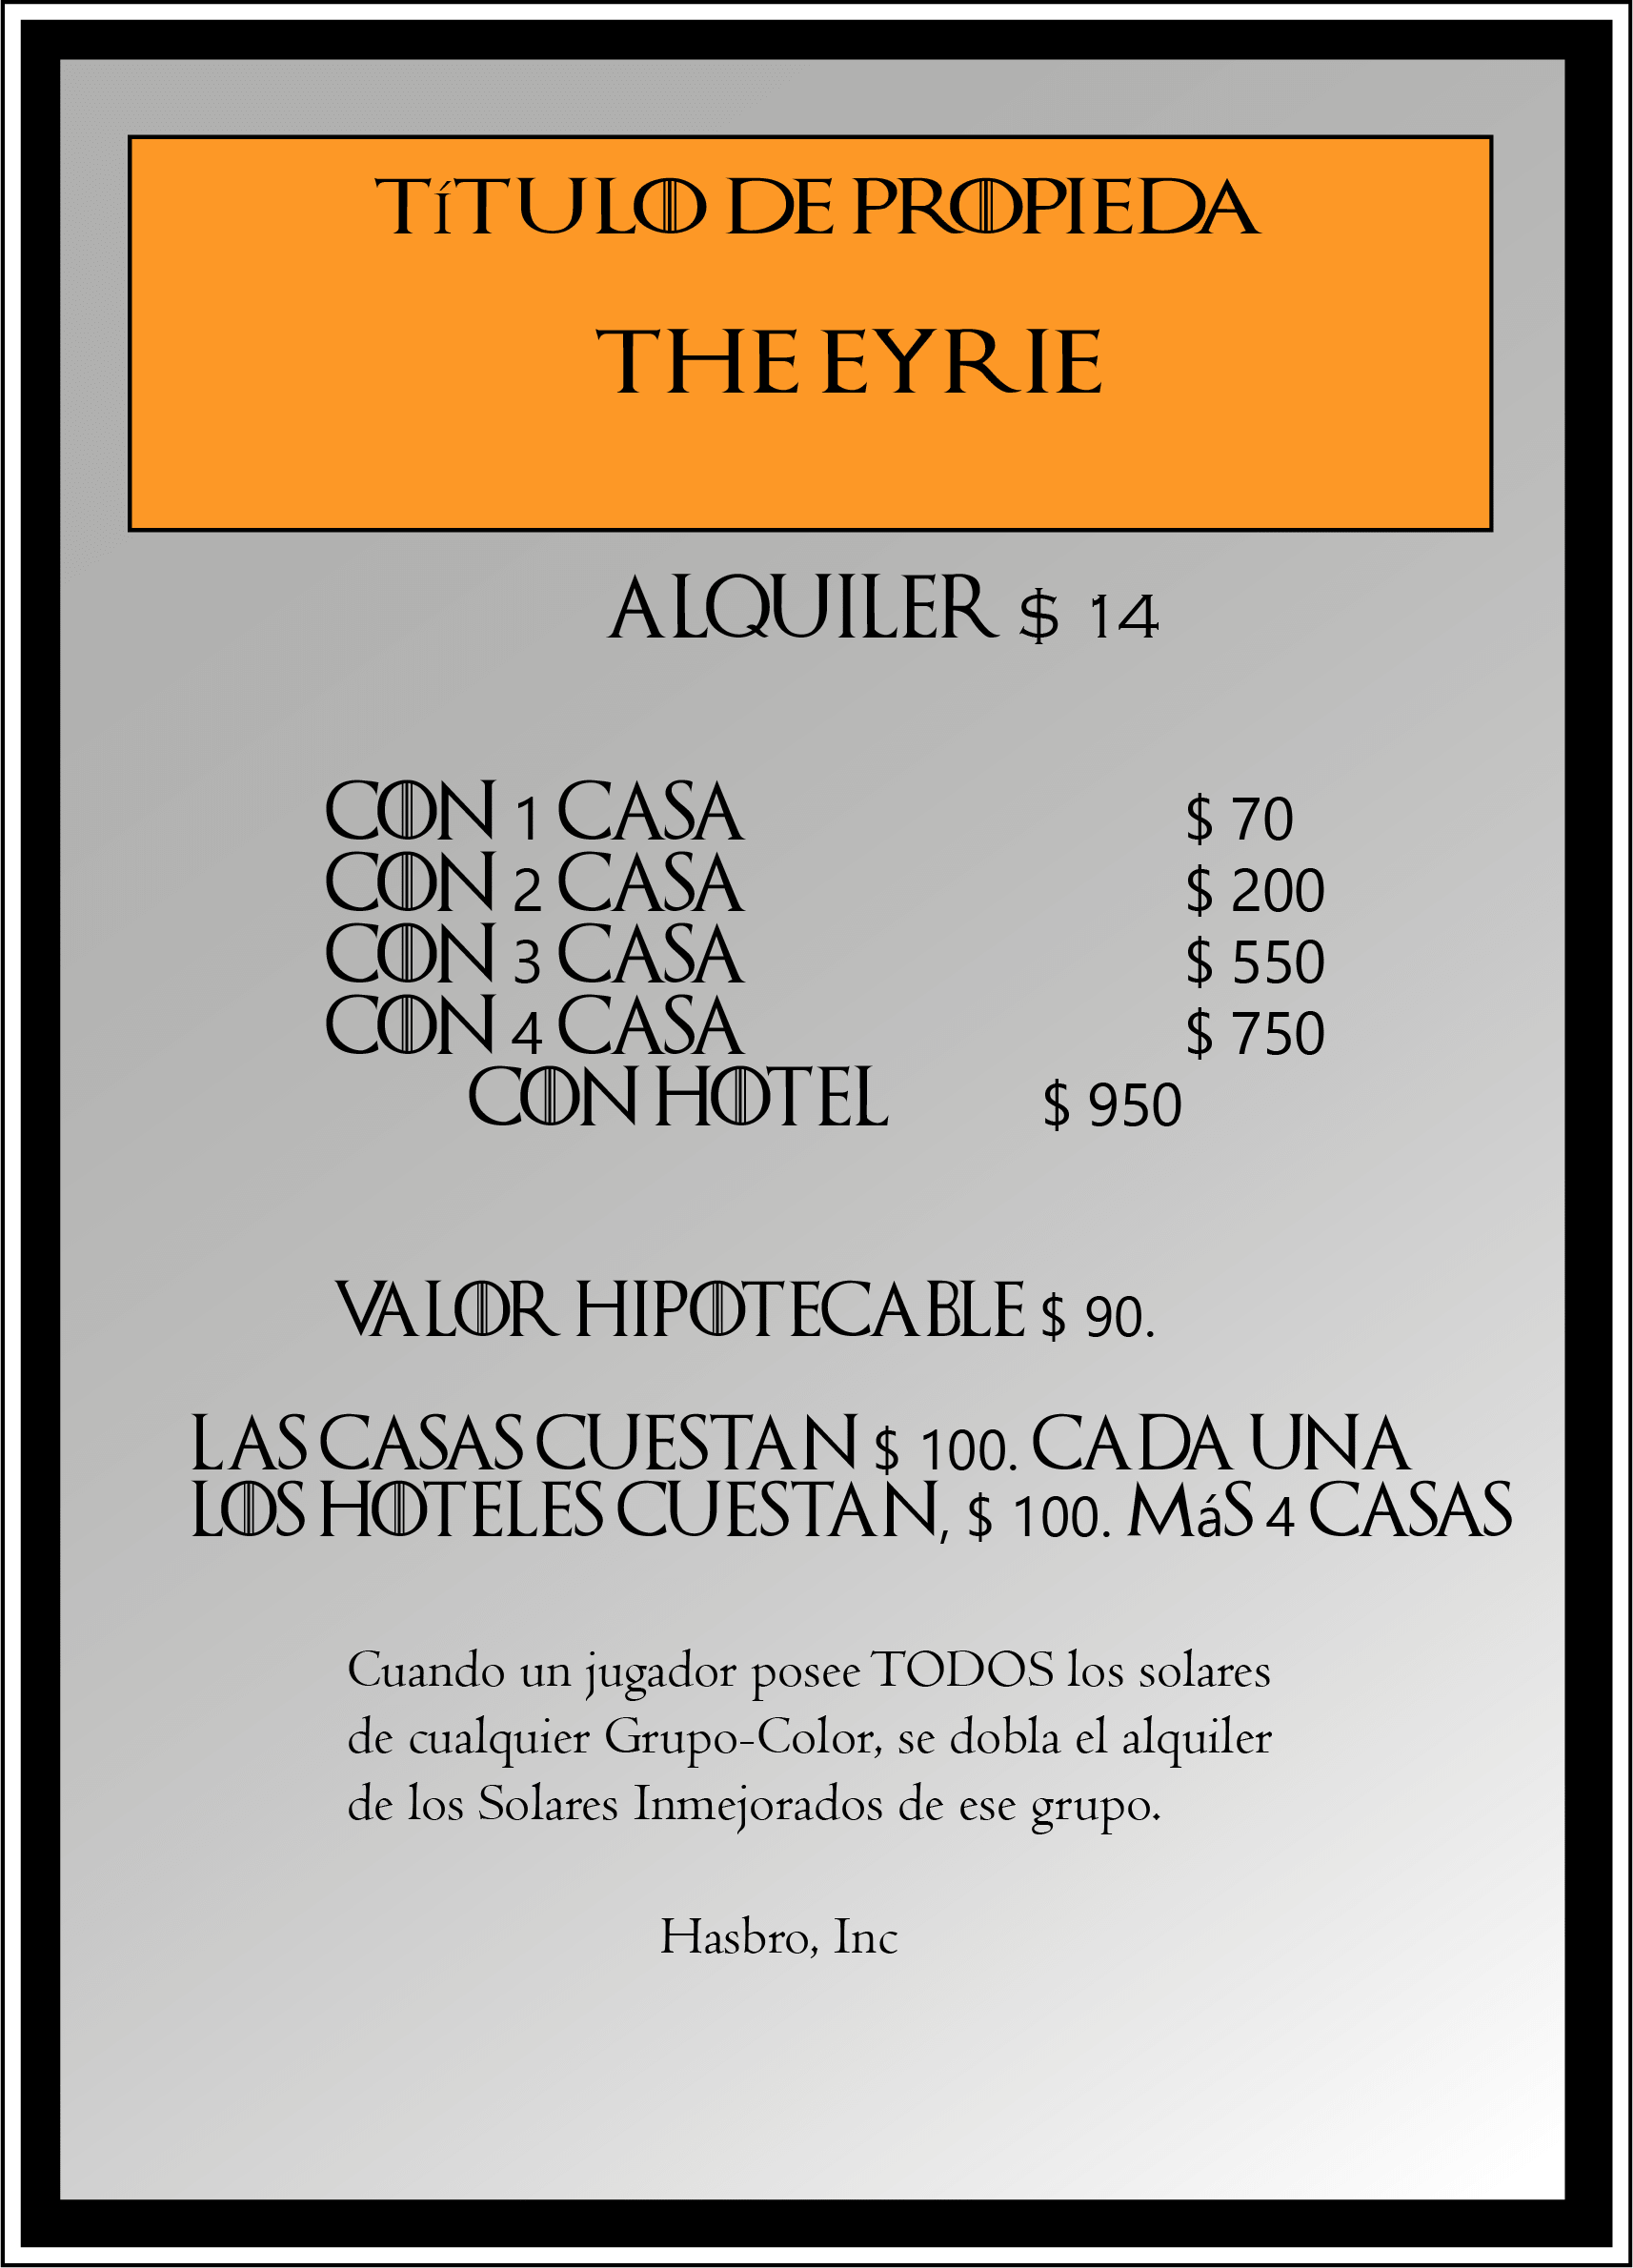 TíTULO DE PROPIEDA
THE EYRIE
ALQUILER $ 14
CON 1 CASA $ 70
CON 2 CASA $ 200
CON 3 CASA $ 550
CON 4 CASA $ 750
CON HOTEL $ 950
VALOR HIPOTECABLE $ 90.
LAS CASAS CUESTAN $ 100. CADA UNA
LOS HOTELES CUESTAN, $ 100. MáS 4 CASAS
Cuando un jugador posee TODOS los solares
de cualquier Grupo-Color, se dobla el alquiler
de los Solares Inmejorados de ese grupo.
Hasbro, Inc